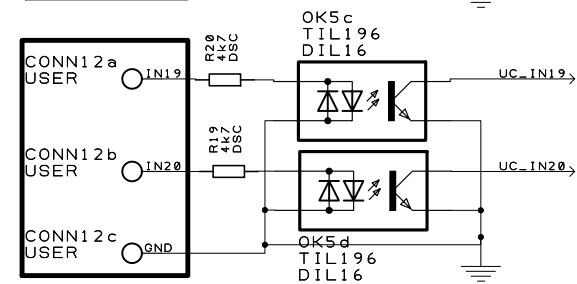 OK5c
TIL196
DIL16
R20
4k7
DSC
CONN12a
USER
IN19
UC_IN19
R19
4k7
DSC
CONN12b
USER
IN20
UC_IN20
CONN12c
USER
GND
OK5d
TIL196
DIL16